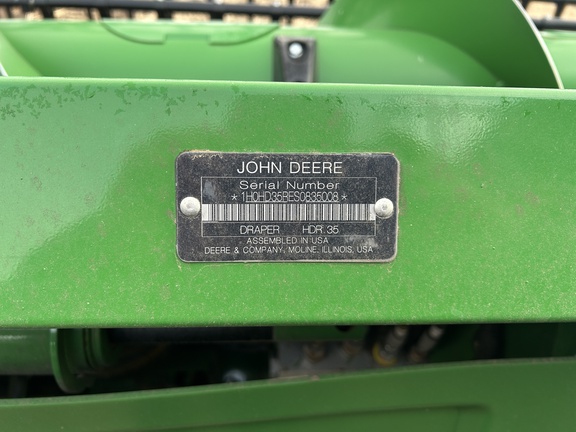 JOHN DEERE
Serial Number
*1H0HD35BES0835008*
DRAPER HDR 35
ASSEMBLED IN USA
DEERE & COMPANY, MOLINE, ILLINOIS, USA